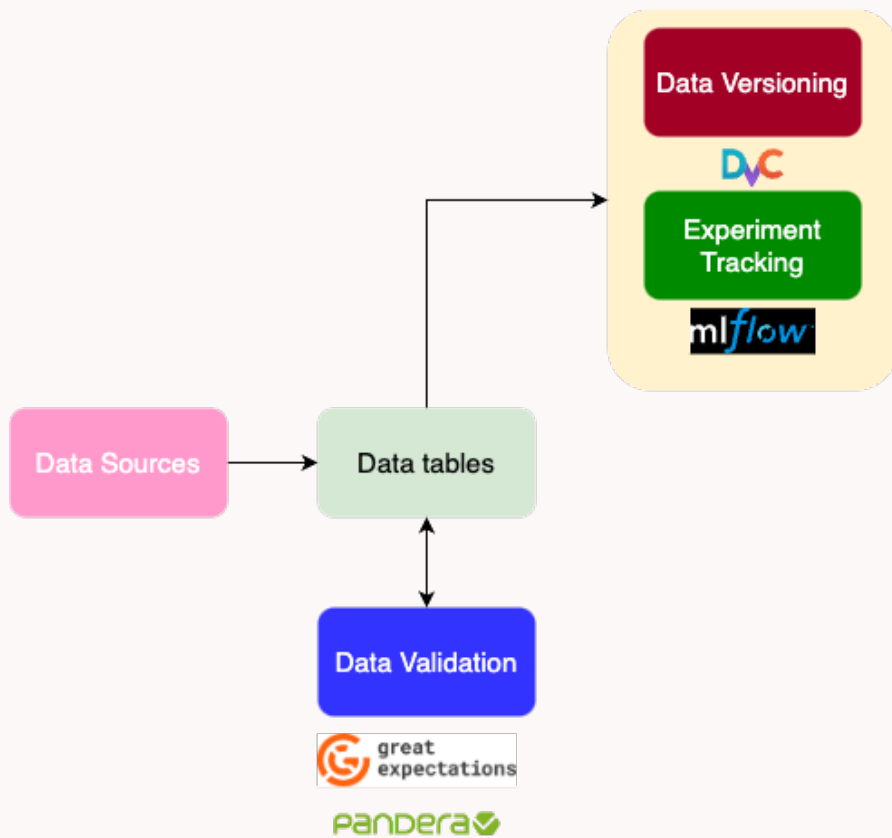 Data Versioning
DVC
Experiment
Tracking
mlflow
Data Sources
Data tables
Data Validation
great
expectations
pandera